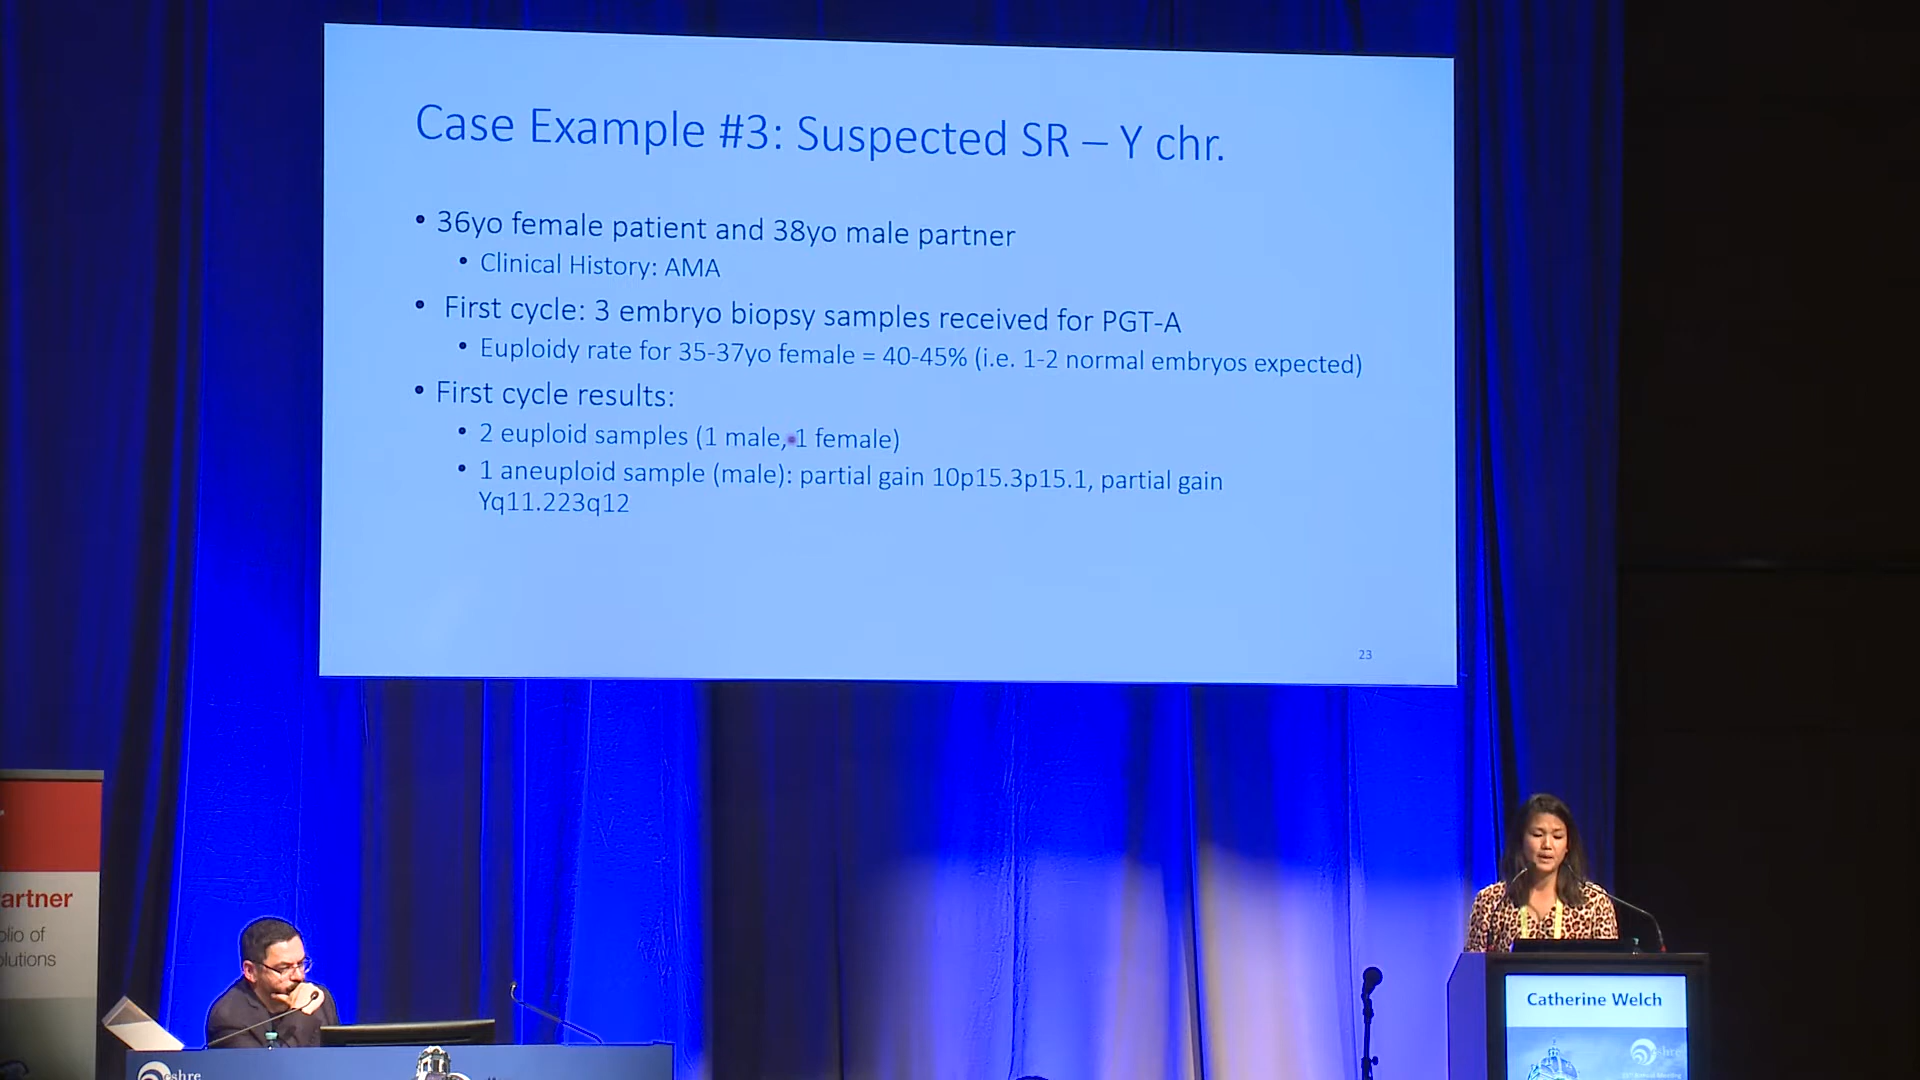 Case Example #3: Suspected SR – Y chr.
• 36yo female patient and 38yo male partner
• Clinical History: AMA
• First cycle: 3 embryo biopsy samples received for PGT-A
• Euploidy rate for 35-37yo female = 40-45% (i.e. 1-2 normal embryos expected)
• First cycle results:
• 2 euploid samples (1 male, 1 female)
• 1 aneuploid sample (male): partial gain 10p15.3p15.1, partial gain
Yq11.223q12
23
artner
olio of
olutions
Catherine Welch
eshre
eshre